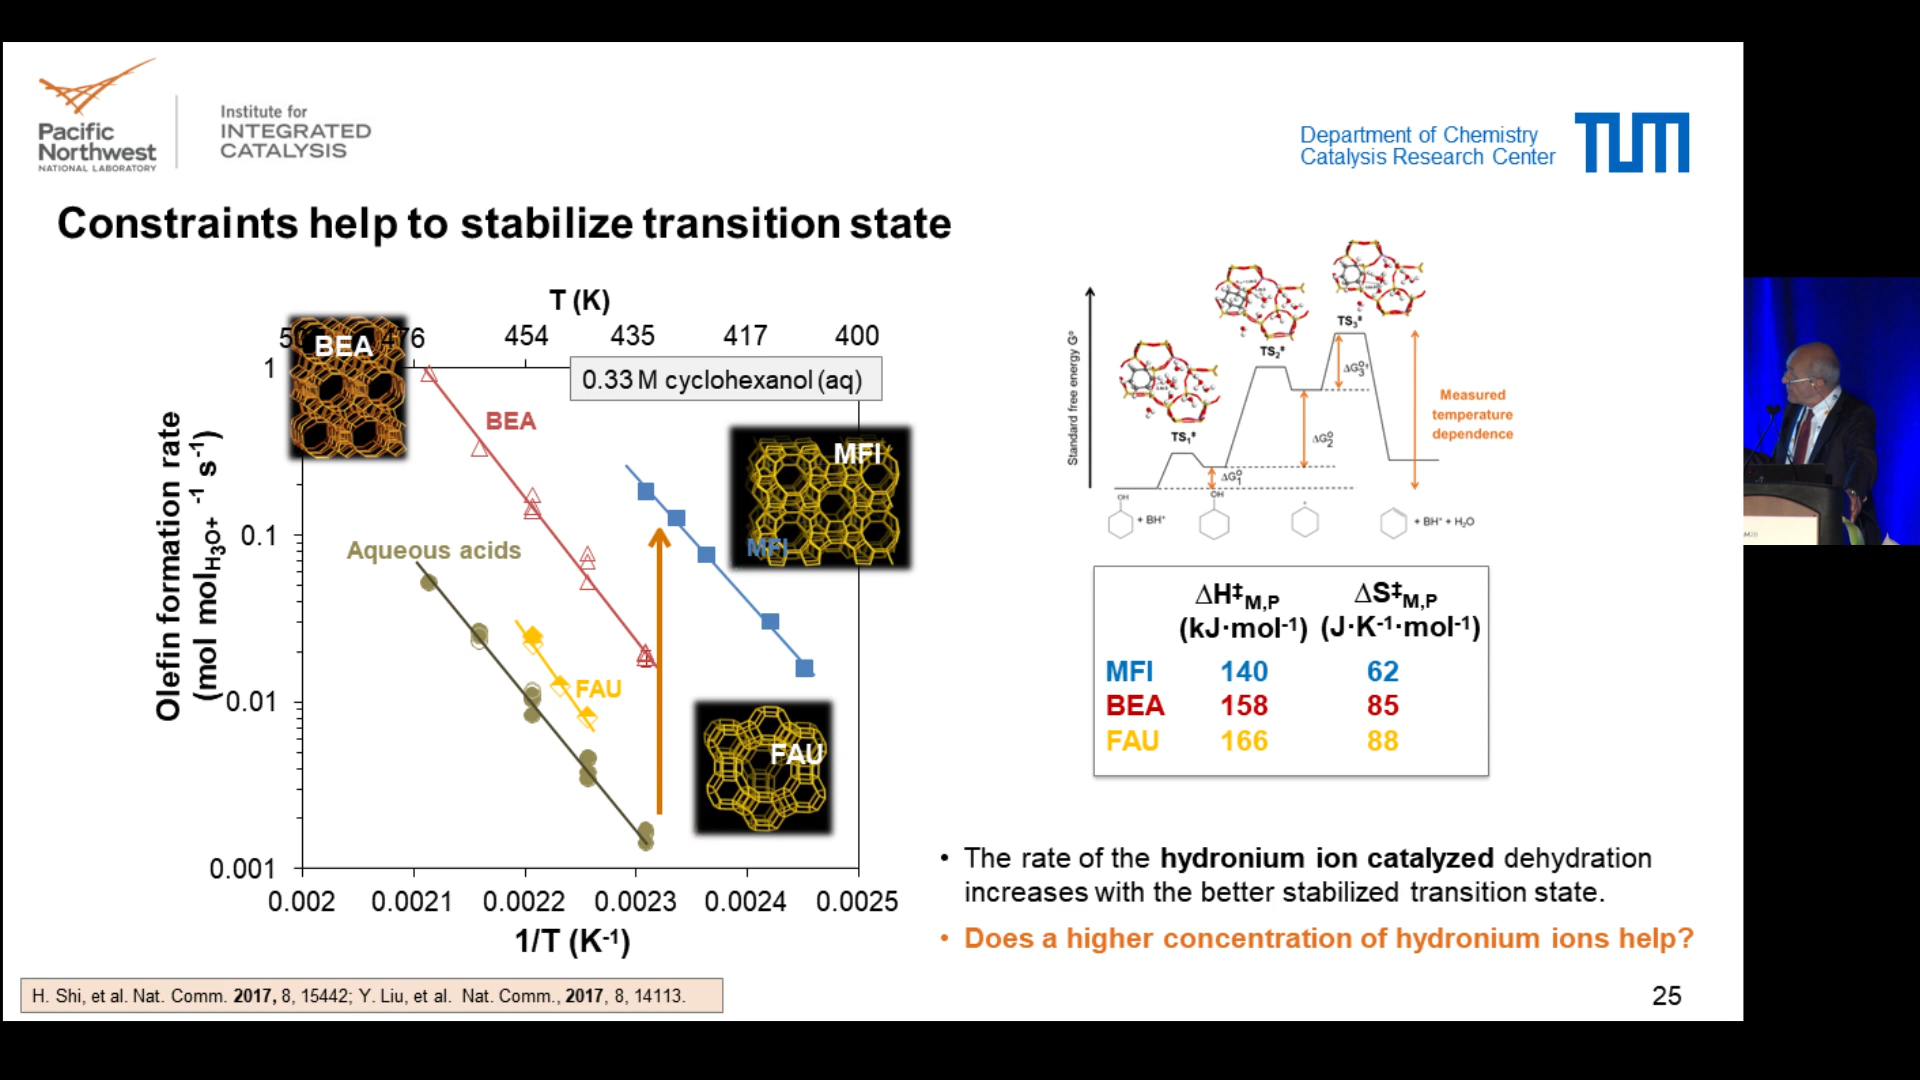 Pacific
Northwest
NATIONAL LABORATORY
Institute for
INTEGRATED
CATALYSIS
Department of Chemistry
Catalysis Research Center
TUM
Constraints help to stabilize transition state
T (K)
476 454 435 417 400
BEA
0.33 M cyclohexanol (aq)
BEA
MFI
MFI
Aqueous acids
FAU
FAU
Olefin formation rate
(mol molH3O+ -1 s-1)
1
0.1
0.01
0.001
0.002 0.0021 0.0022 0.0023 0.0024 0.0025
1/T (K-1)
Standard free energy G°
TS1‡
TS2‡
TS3‡
ΔG°1
ΔG°2
ΔG°‡3
Measured
temperature
dependence
OH
+ BH+
OH
+
+ BH+ + H2O
ΔH‡M,P ΔS‡M,P
(kJ·mol-1) (J·K-1·mol-1)
MFI 140 62
BEA 158 85
FAU 166 88
• The rate of the hydronium ion catalyzed dehydration
increases with the better stabilized transition state.
• Does a higher concentration of hydronium ions help?
H. Shi, et al. Nat. Comm. 2017, 8, 15442; Y. Liu, et al. Nat. Comm., 2017, 8, 14113.
25